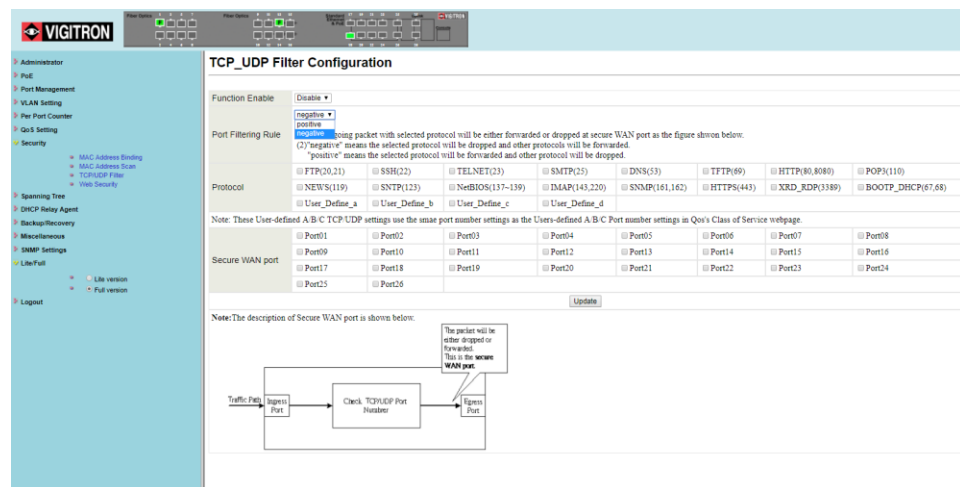 VIGITRON
Fiber Optics
Fiber Optics
VIGITRON
Administrator
PoE
Port Management
VLAN Setting
Per Port Counter
QoS Setting
Security
MAC Address Binding
MAC Address Scan
TCP/UDP Filter
Web Security
Spanning Tree
DHCP Relay Agent
Backup/Recovery
Miscellaneous
SNMP Settings
Lite/Full
Lite version
Full version
Logout
TCP_UDP Filter Configuration
Function Enable
Disable
Port Filtering Rule
negative
positive
negative
going packet with selected protocol will be either forwarded or dropped at secure WAN port as the figure shwon below.
(2)"negative" means the selected protocol will be dropped and other protocols will be forwarded.
"positive" means the selected protocol will be forwarded and other protocol will be dropped.
Protocol
FTP(20,21) SSH(22) TELNET(23) SMTP(25) DNS(53) TFTP(69) HTTP(80,8080) POP3(110)
NEWS(119) SNTP(123) NetBIOS(137~139) IMAP(143,220) SNMP(161,162) HTTPS(443) XRD_RDP(3389) BOOTP_DHCP(67,68)
User_Define_a User_Define_b User_Define_c User_Define_d
Note: These User-defined A/B/C TCP/UDP settings use the smae port number settings as the Users-defined A/B/C Port number settings in Qos's Class of Service webpage.
Secure WAN port
Port01 Port02 Port03 Port04 Port05 Port06 Port07 Port08
Port09 Port10 Port11 Port12 Port13 Port14 Port15 Port16
Port17 Port18 Port19 Port20 Port21 Port22 Port23 Port24
Port25 Port26
Update
Note:The description of Secure WAN port is shown below.
The packet will be
either dropped or
forwarded.
This is the secure
WAN port.
Traffic Path
Ingress
Port
Check TCP/UDP Port
Number
Egress
Port